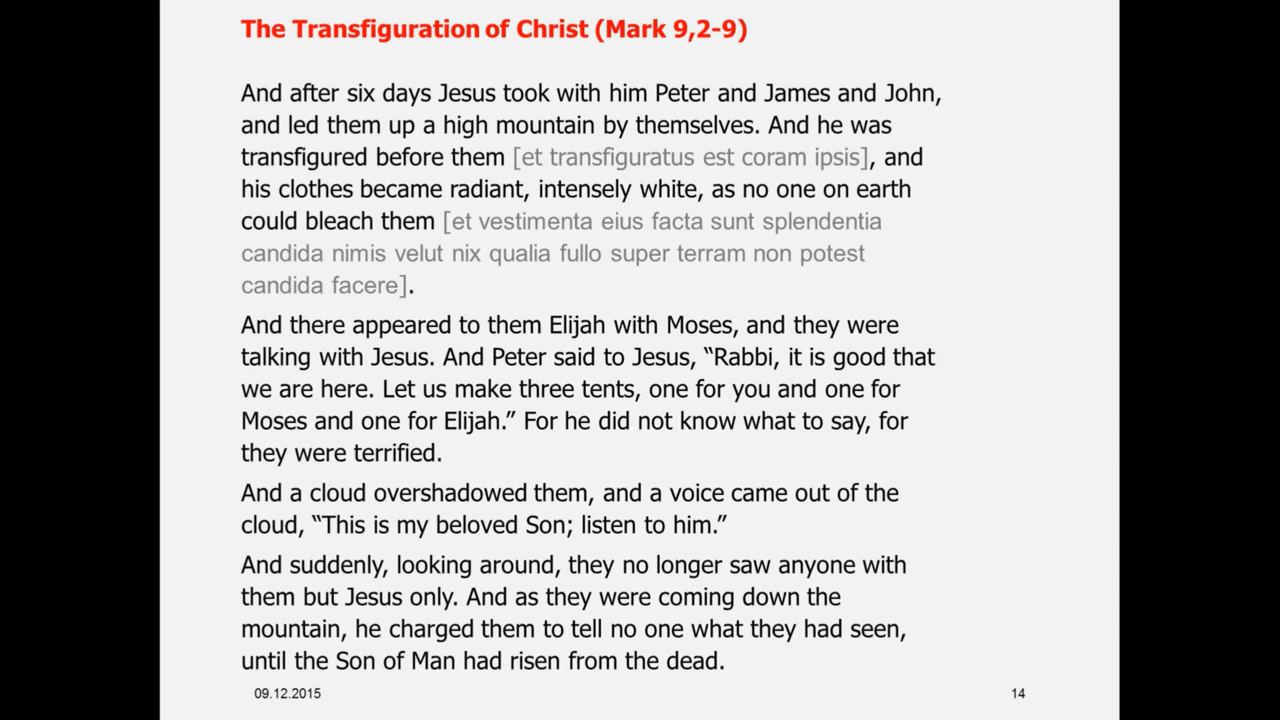 The Transfiguration of Christ (Mark 9,2-9)
And after six days Jesus took with him Peter and James and John,
and led them up a high mountain by themselves. And he was
transfigured before them [et transfiguratus est coram ipsis], and
his clothes became radiant, intensely white, as no one on earth
could bleach them [et vestimenta eius facta sunt splendentia
candida nimis velut nix qualia fullo super terram non potest
candida facere].
And there appeared to them Elijah with Moses, and they were
talking with Jesus. And Peter said to Jesus, “Rabbi, it is good that
we are here. Let us make three tents, one for you and one for
Moses and one for Elijah.” For he did not know what to say, for
they were terrified.
And a cloud overshadowed them, and a voice came out of the
cloud, “This is my beloved Son; listen to him.”
And suddenly, looking around, they no longer saw anyone with
them but Jesus only. And as they were coming down the
mountain, he charged them to tell no one what they had seen,
until the Son of Man had risen from the dead.
09.12.2015 14